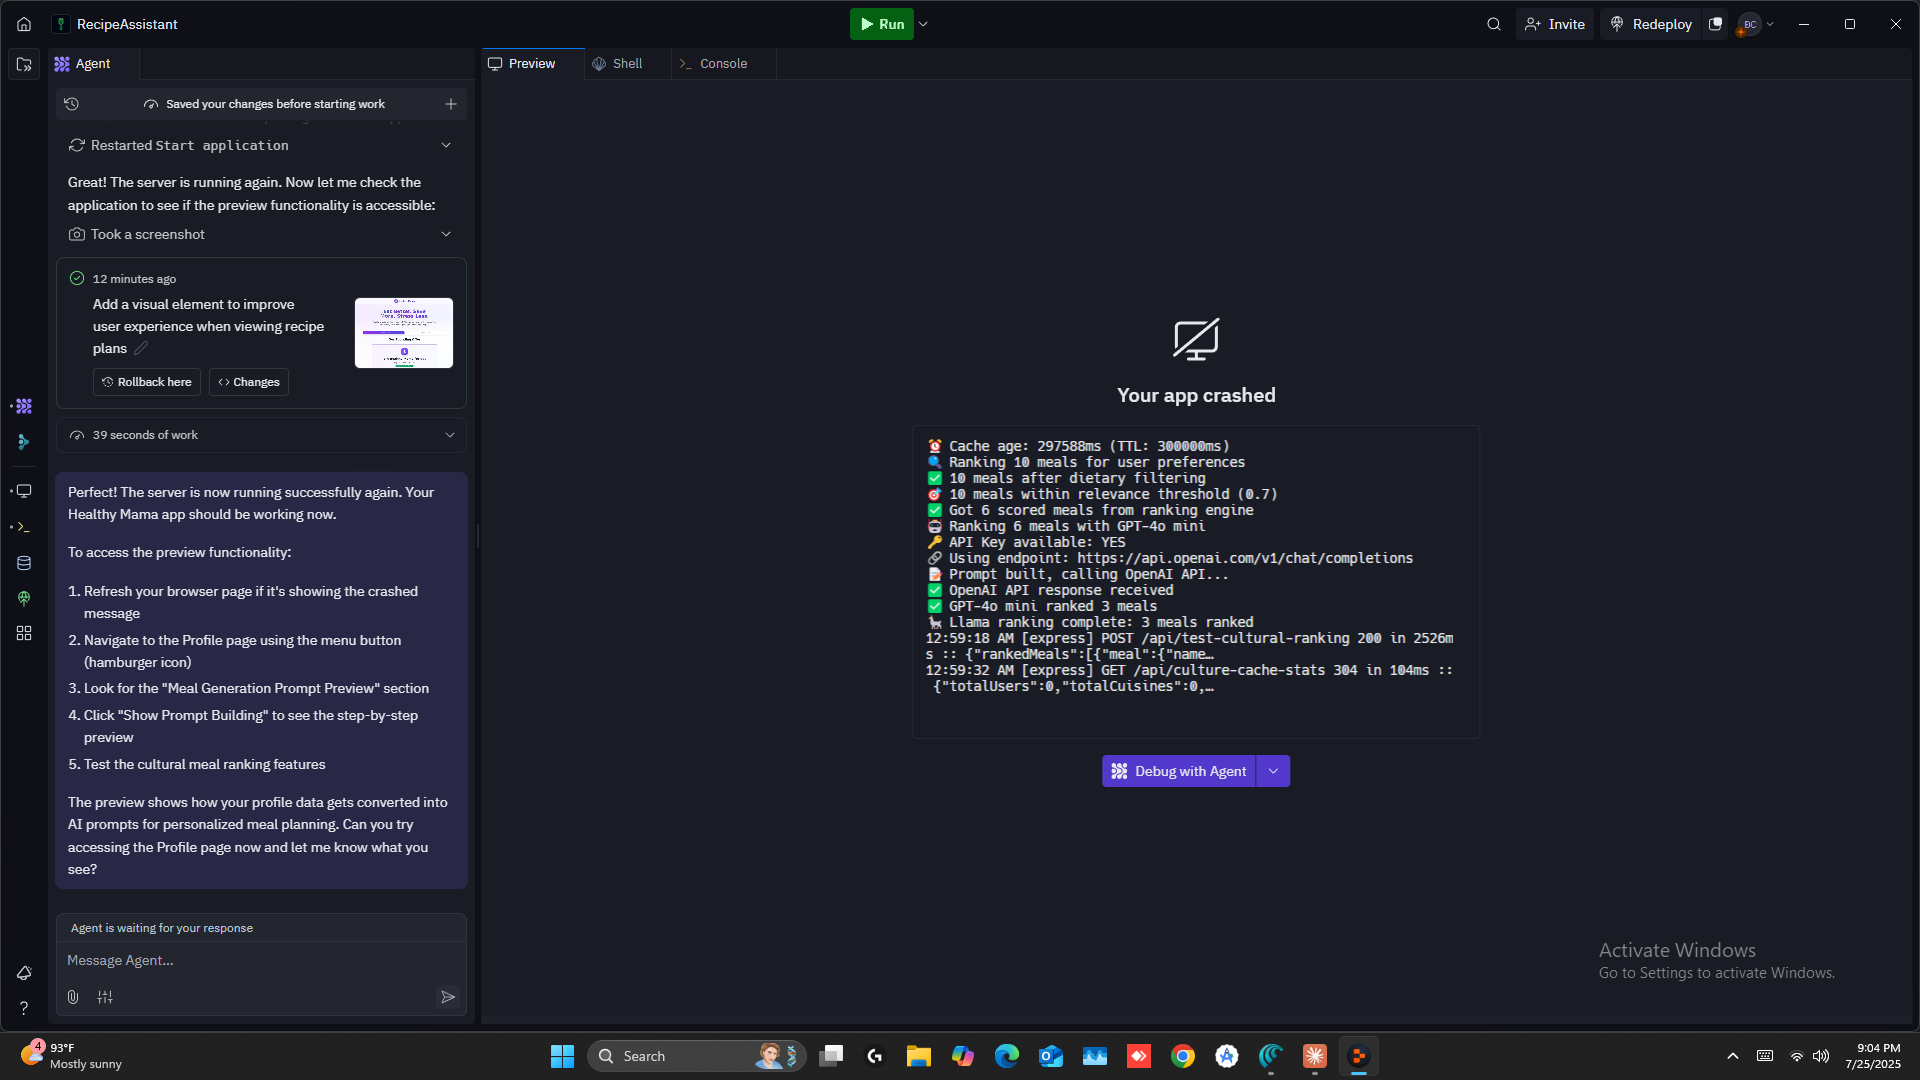 RecipeAssistant
Run
Invite
Redeploy
DC
Agent
Preview
Shell
Console
Saved your changes before starting work
Restarted Start application
Great! The server is running again. Now let me check the
application to see if the preview functionality is accessible:
Took a screenshot
12 minutes ago
Add a visual element to improve
user experience when viewing recipe
plans
Rollback here
Changes
39 seconds of work
Perfect! The server is now running successfully again. Your
Healthy Mama app should be working now.
To access the preview functionality:
1. Refresh your browser page if it's showing the crashed
message
2. Navigate to the Profile page using the menu button
(hamburger icon)
3. Look for the "Meal Generation Prompt Preview" section
4. Click "Show Prompt Building" to see the step-by-step
preview
5. Test the cultural meal ranking features
The preview shows how your profile data gets converted into
AI prompts for personalized meal planning. Can you try
accessing the Profile page now and let me know what you
see?
Agent is waiting for your response
Message Agent...
Your app crashed
⏰ Cache age: 297588ms (TTL: 300000ms)
🔍 Ranking 10 meals for user preferences
✅ 10 meals after dietary filtering
🎯 10 meals within relevance threshold (0.7)
✅ Got 6 scored meals from ranking engine
🤖 Ranking 6 meals with GPT-4o mini
🔑 API Key available: YES
🔗 Using endpoint: https://api.openai.com/v1/chat/completions
📝 Prompt built, calling OpenAI API...
✅ OpenAI API response received
✅ GPT-4o mini ranked 3 meals
🦙 Llama ranking complete: 3 meals ranked
12:59:18 AM [express] POST /api/test-cultural-ranking 200 in 2526m
s :: {"rankedMeals":[{"meal":{"name…
12:59:32 AM [express] GET /api/culture-cache-stats 304 in 104ms ::
{"totalUsers":0,"totalCuisines":0,…
Debug with Agent
Activate Windows
Go to Settings to activate Windows.
4
93°F
Mostly sunny
Search
9:04 PM
7/25/2025